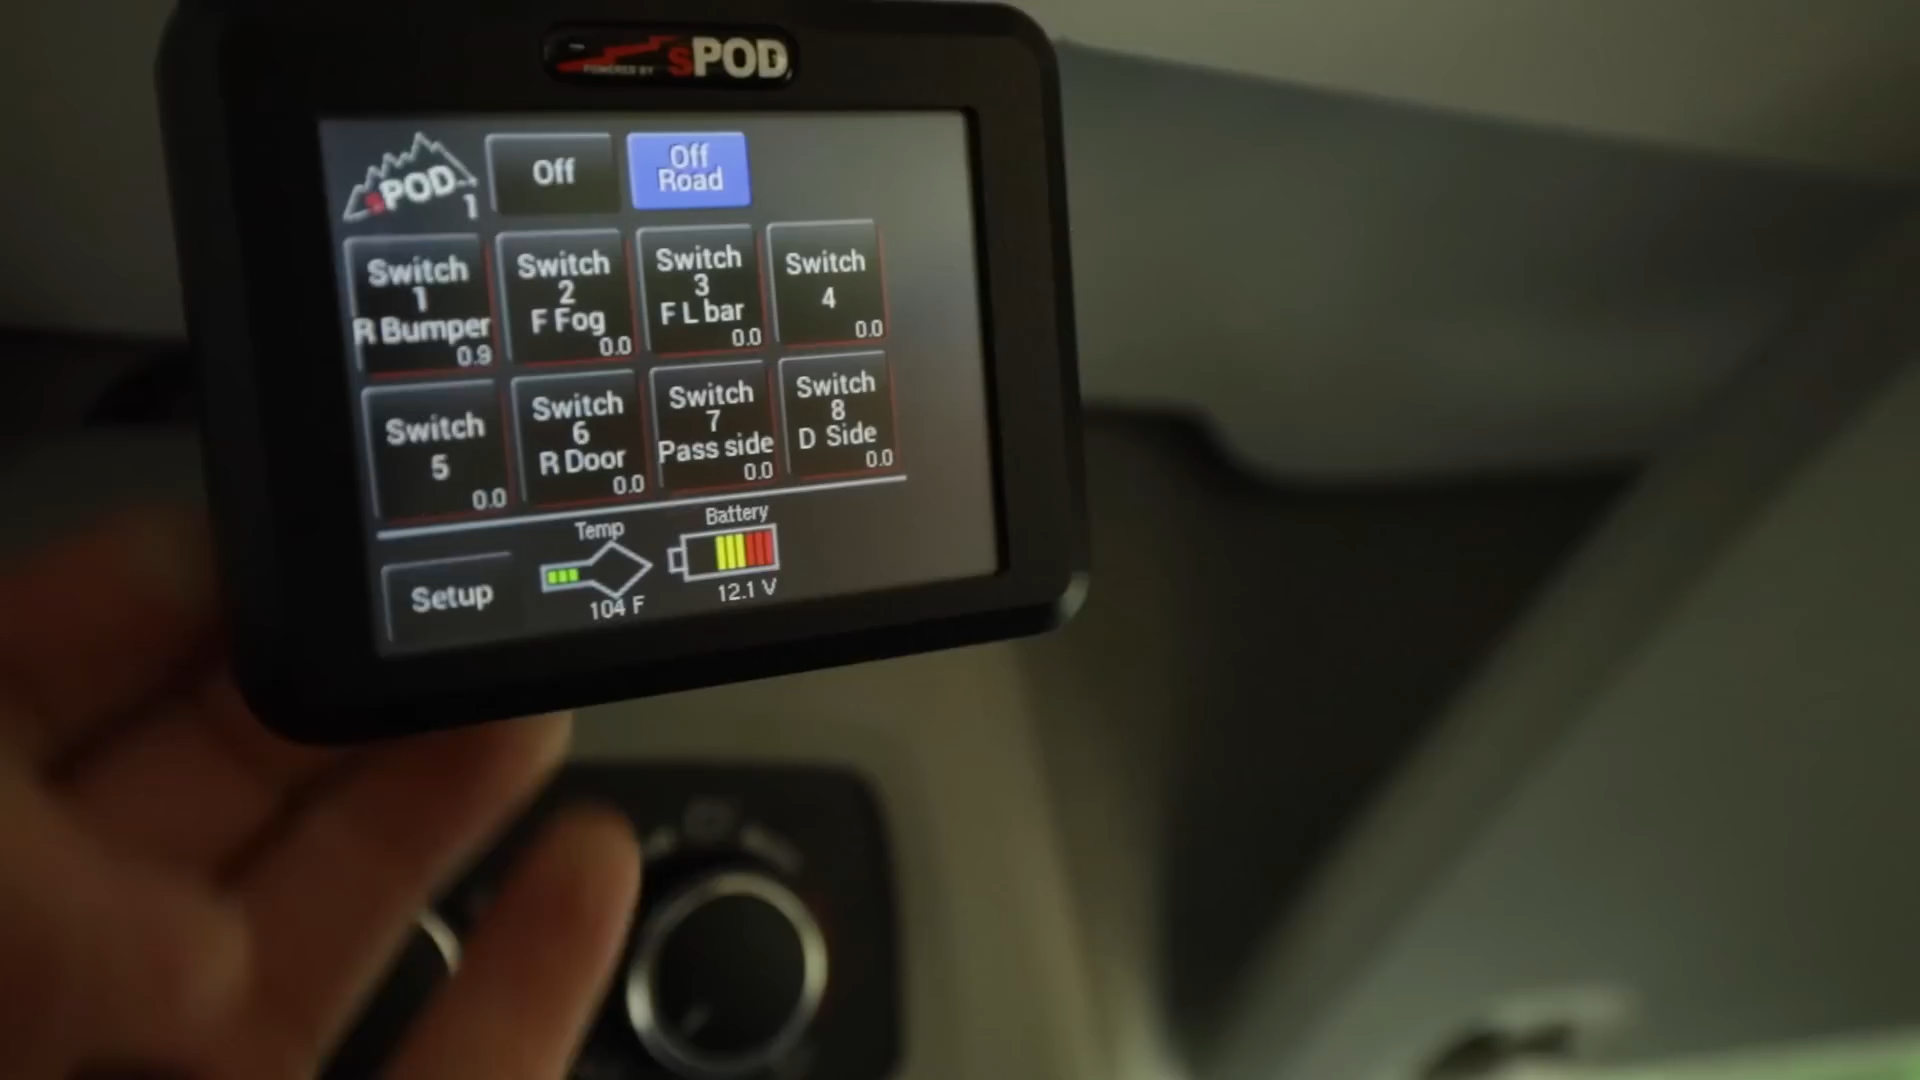 POWERED BY sPOD
sPOD 1
Off
Off
Road
Switch
1
R Bumper
0.9
Switch
2
F Fog
0.0
Switch
3
F L bar
0.0
Switch
4
0.0
Switch
5
0.0
Switch
6
R Door
0.0
Switch
7
Pass side
0.0
Switch
8
D Side
0.0
Setup
Temp
104 F
Battery
12.1 V